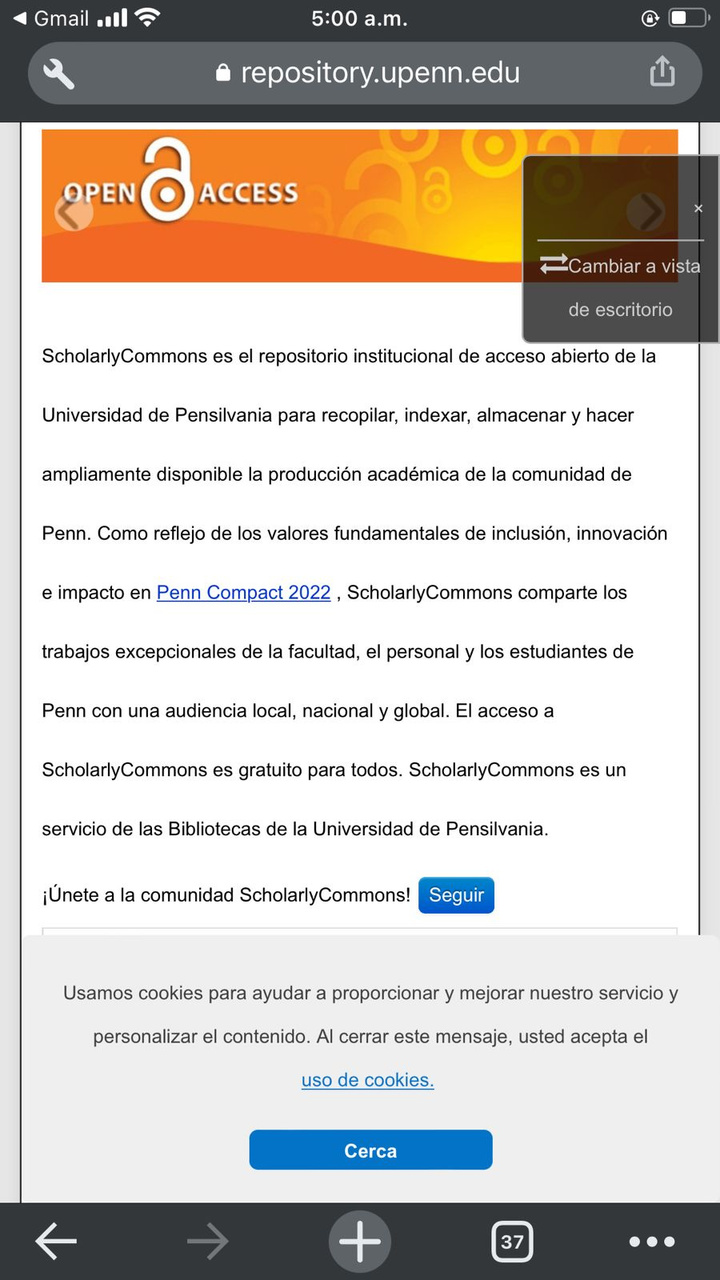 Gmail
5:00 a.m.
repository.upenn.edu
OPEN ACCESS
×
Cambiar a vista
de escritorio
ScholarlyCommons es el repositorio institucional de acceso abierto de la
Universidad de Pensilvania para recopilar, indexar, almacenar y hacer
ampliamente disponible la producción académica de la comunidad de
Penn. Como reflejo de los valores fundamentales de inclusión, innovación
e impacto en Penn Compact 2022 , ScholarlyCommons comparte los
trabajos excepcionales de la facultad, el personal y los estudiantes de
Penn con una audiencia local, nacional y global. El acceso a
ScholarlyCommons es gratuito para todos. ScholarlyCommons es un
servicio de las Bibliotecas de la Universidad de Pensilvania.
¡Únete a la comunidad ScholarlyCommons! Seguir
Usamos cookies para ayudar a proporcionar y mejorar nuestro servicio y
personalizar el contenido. Al cerrar este mensaje, usted acepta el
uso de cookies.
Cerca
37